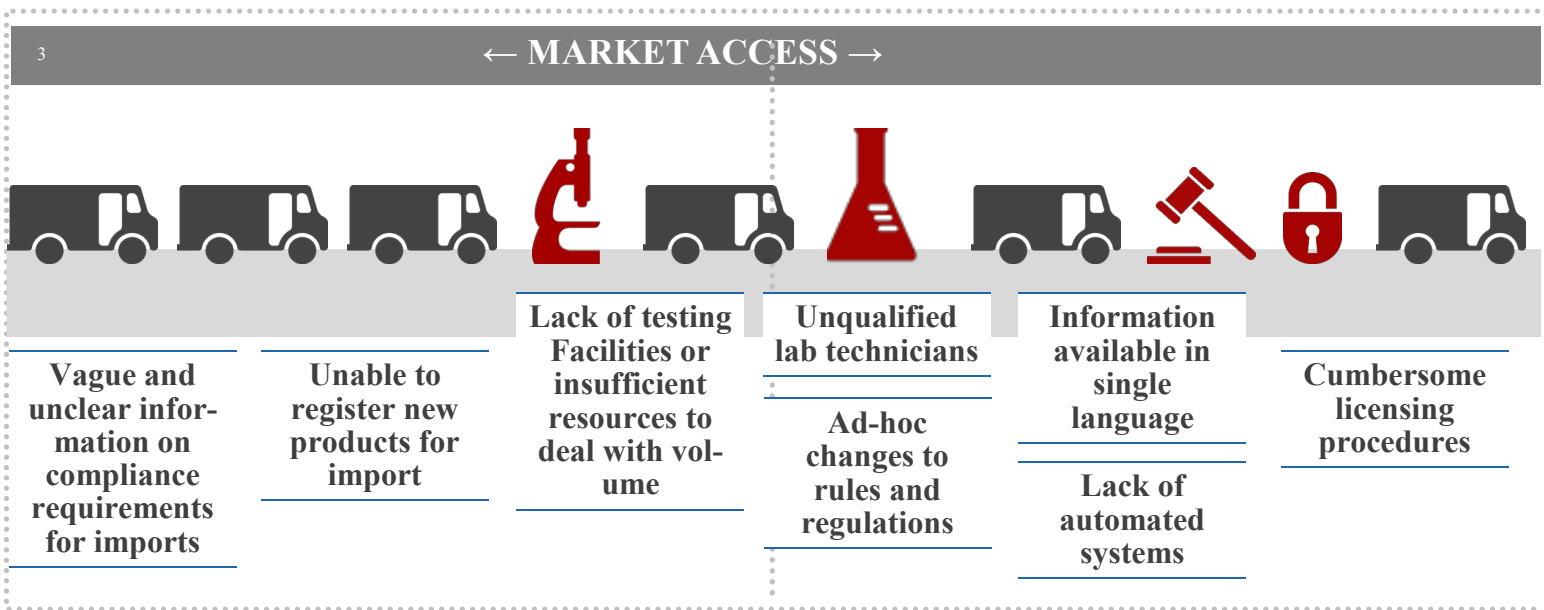 3
← MARKET ACCESS →
Vague and
unclear infor-
mation on
compliance
requirements
for imports
Unable to
register new
products for
import
Lack of testing
Facilities or
insufficient
resources to
deal with vol-
ume
Unqualified
lab technicians
Ad-hoc
changes to
rules and
regulations
Information
available in
single
language
Lack of
automated
systems
Cumbersome
licensing
procedures